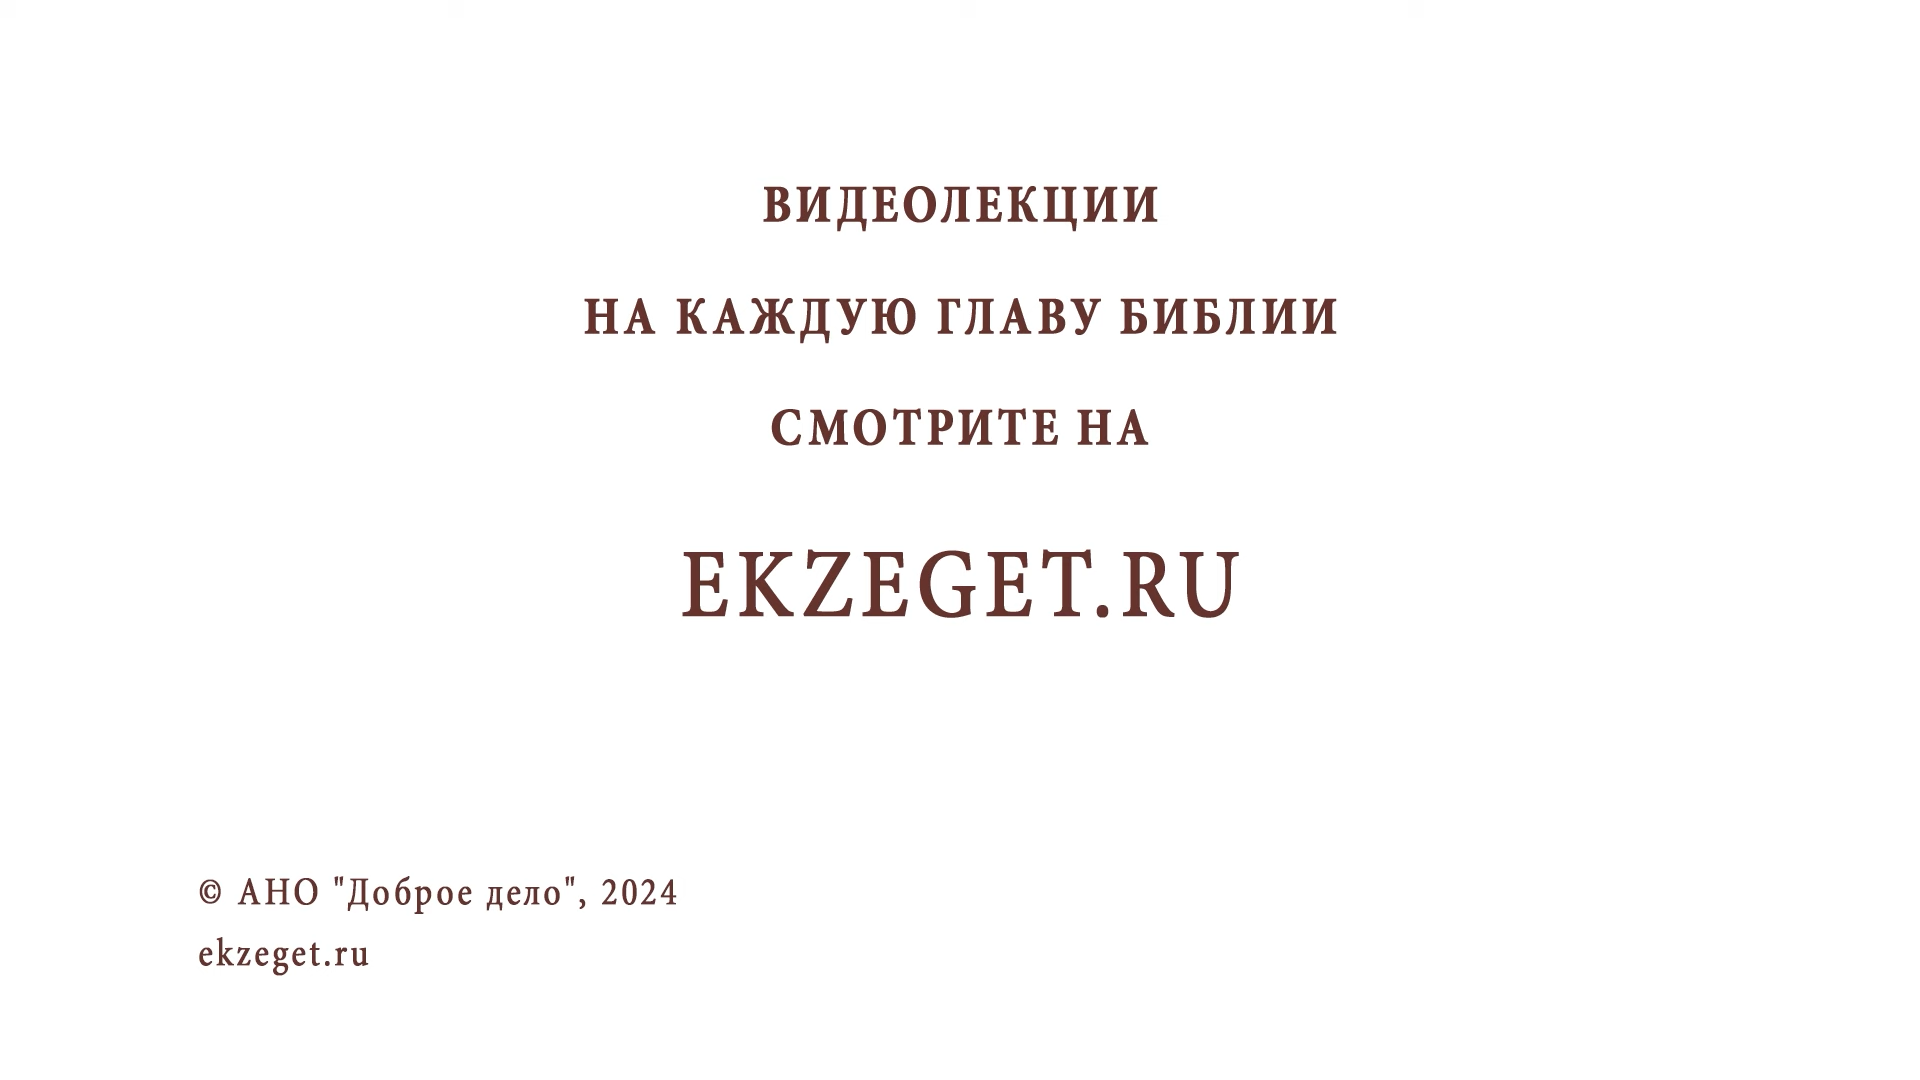 ВИДЕОЛЕКЦИИ
НА КАЖДУЮ ГЛАВУ БИБЛИИ
СМОТРИТЕ НА
EKZEGET.RU
© АНО "Доброе дело", 2024
ekzeget.ru